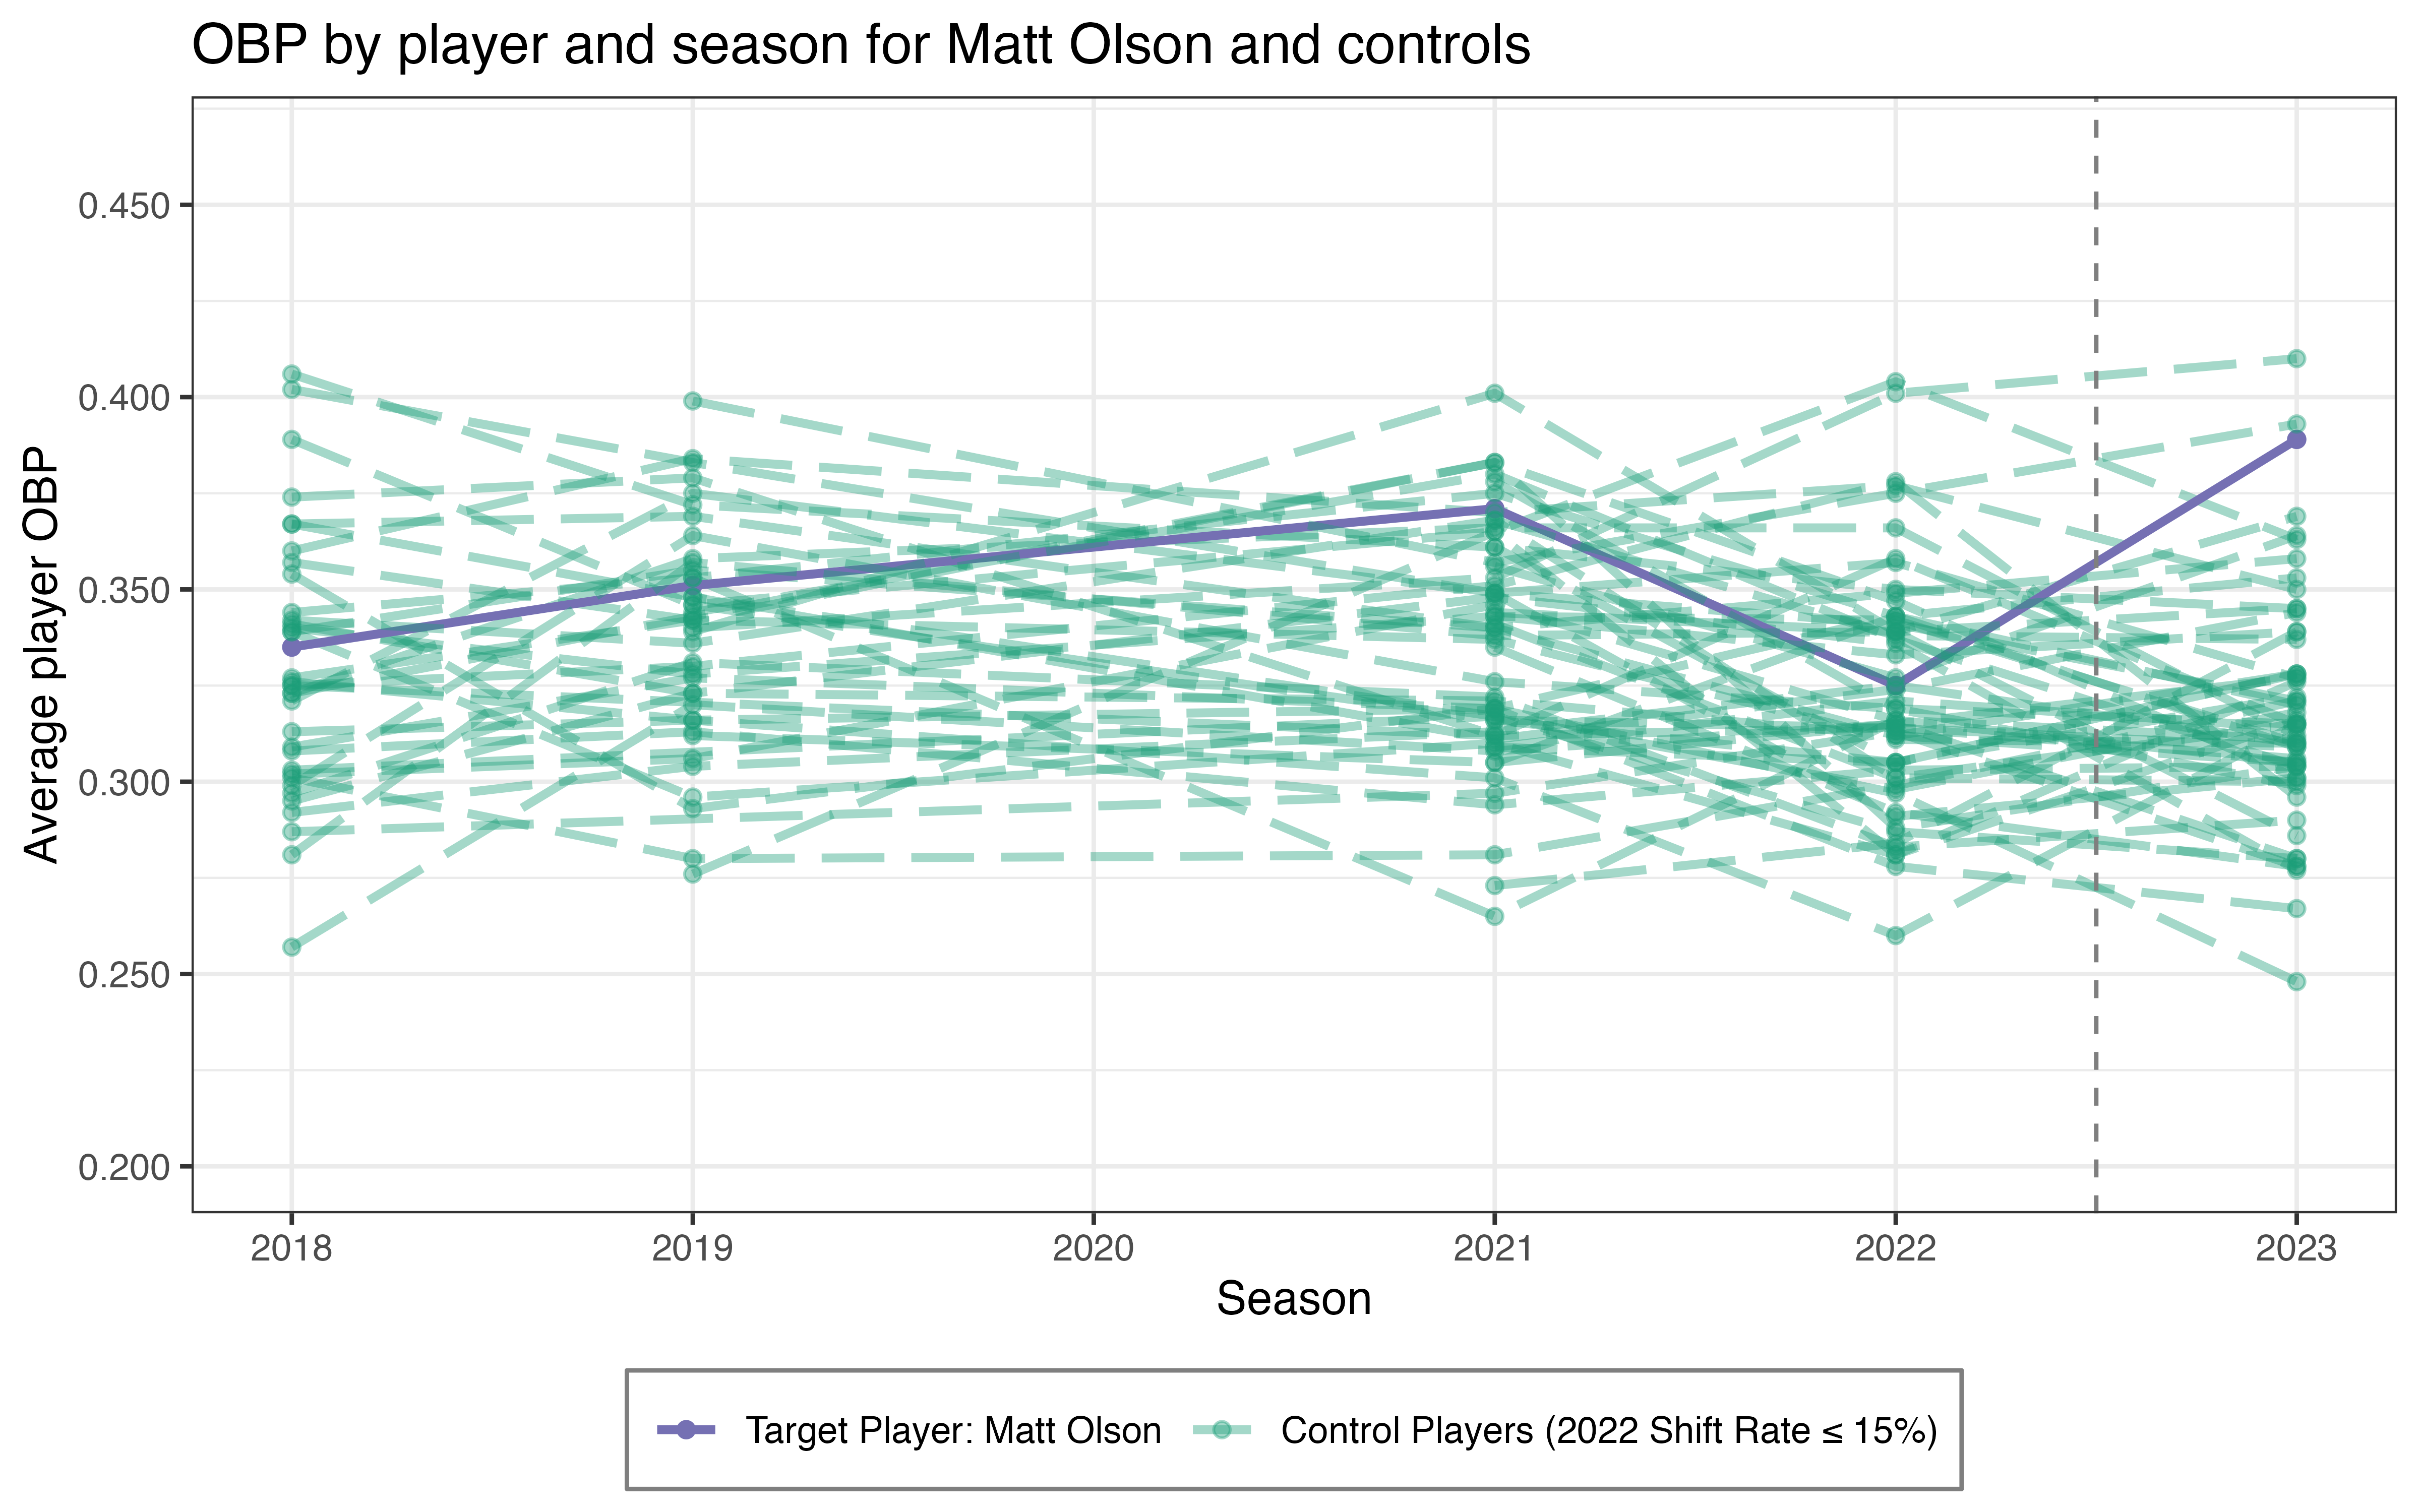 OBP by player and season for Matt Olson and controls
Average player OBP
0.450
0.400
0.350
0.300
0.250
0.200
2018 2019 2020 2021 2022 2023
Season
Target Player: Matt Olson Control Players (2022 Shift Rate ≤ 15%)